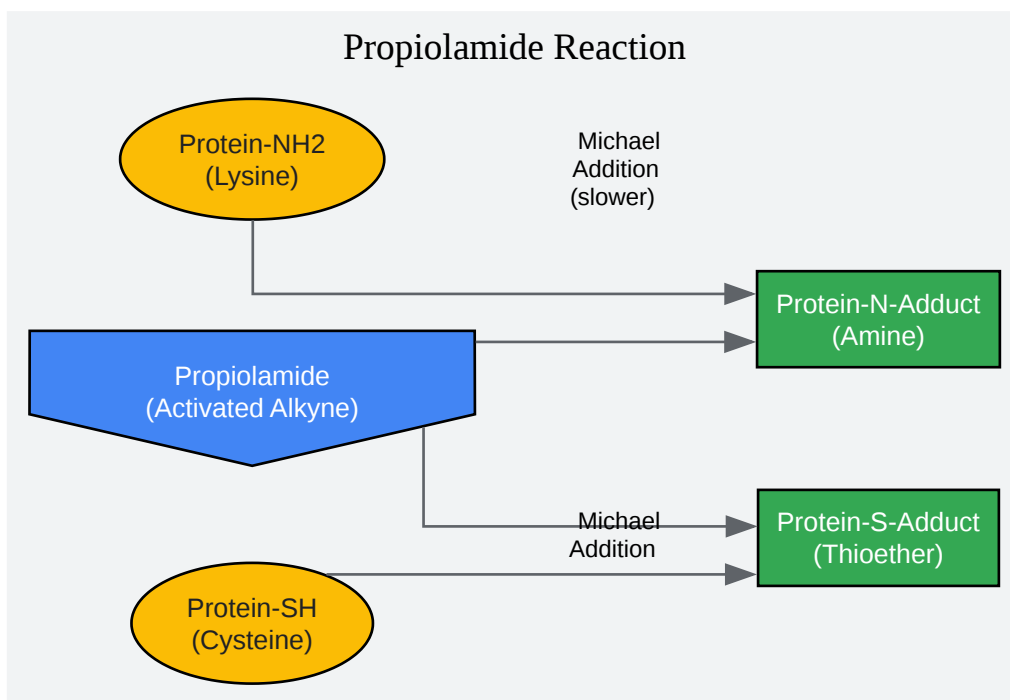 Propiolamide Reaction
Protein-NH2
(Lysine)
Michael
Addition
(slower)
Protein-N-Adduct
(Amine)
Propiolamide
(Activated Alkyne)
Michael
Addition
Protein-S-Adduct
(Thioether)
Protein-SH
(Cysteine)